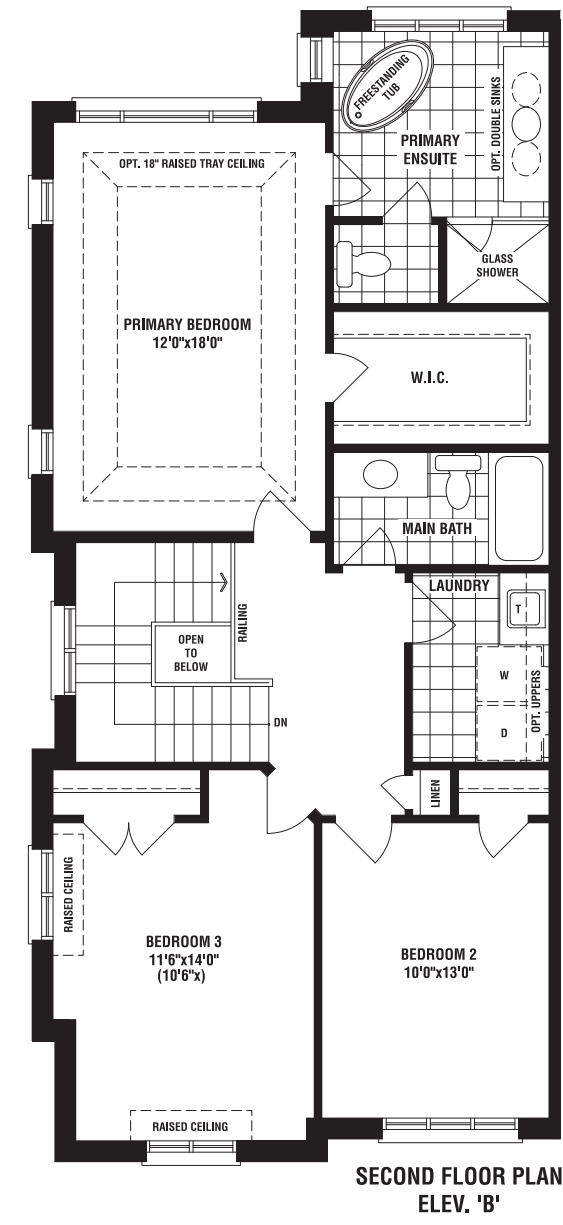 FREESTANDING
TUB
OPT. DOUBLE SINKS
PRIMARY
ENSUITE
OPT. 18" RAISED TRAY CEILING
GLASS
SHOWER
PRIMARY BEDROOM
12'0"x18'0"
W.I.C.
MAIN BATH
LAUNDRY
T
RAILING
OPEN
TO
BELOW
W
OPT. UPPERS
DN
D
LINEN
RAISED CEILING
BEDROOM 3
11'6"x14'0"
(10'6"x)
BEDROOM 2
10'0"x13'0"
RAISED CEILING
SECOND FLOOR PLAN
ELEV. 'B'